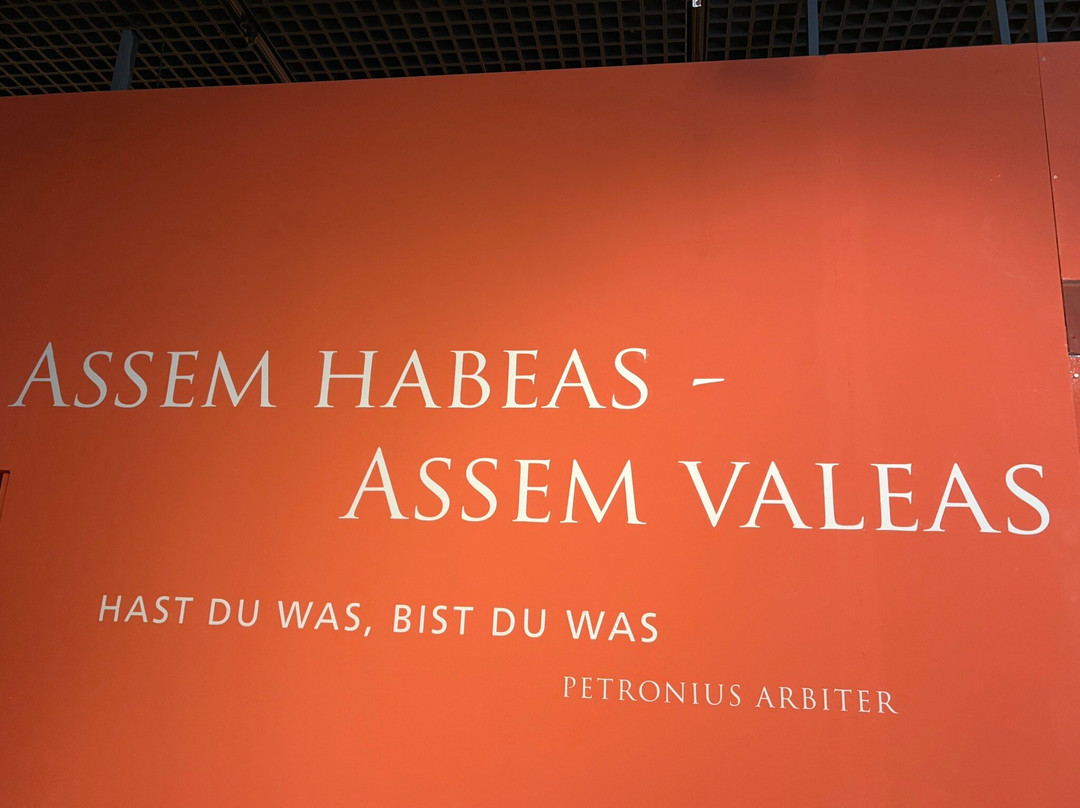 ASSEM HABEAS -
ASSEM VALEAS
HAST DU WAS, BIST DU WAS
PETRONIUS ARBITER